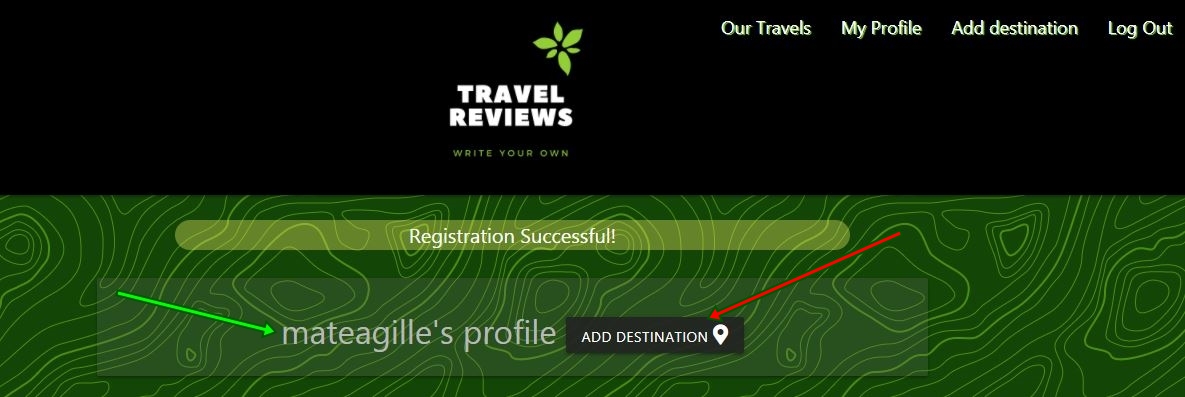 Our Travels My Profile Add destination Log Out
TRAVEL
REVIEWS
WRITE YOUR OWN
Registration Successful!
mateagille's profile ADD DESTINATION